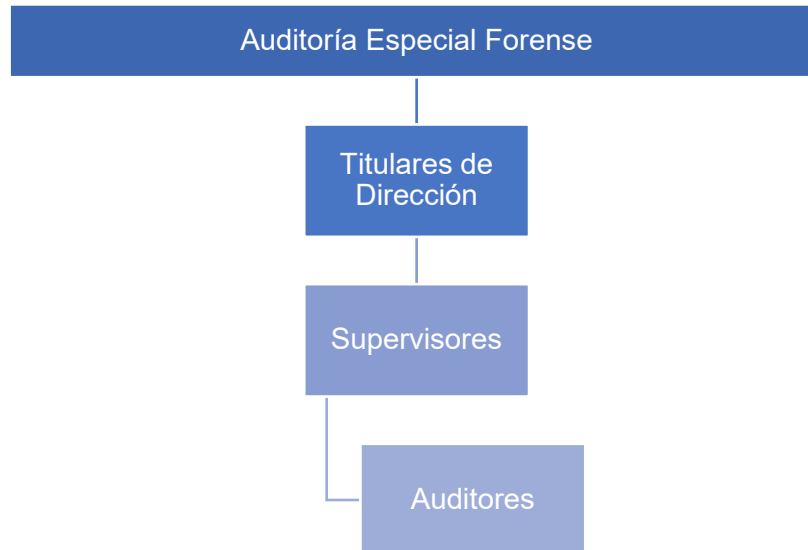 Auditoría Especial Forense
Titulares de
Dirección
Supervisores
Auditores